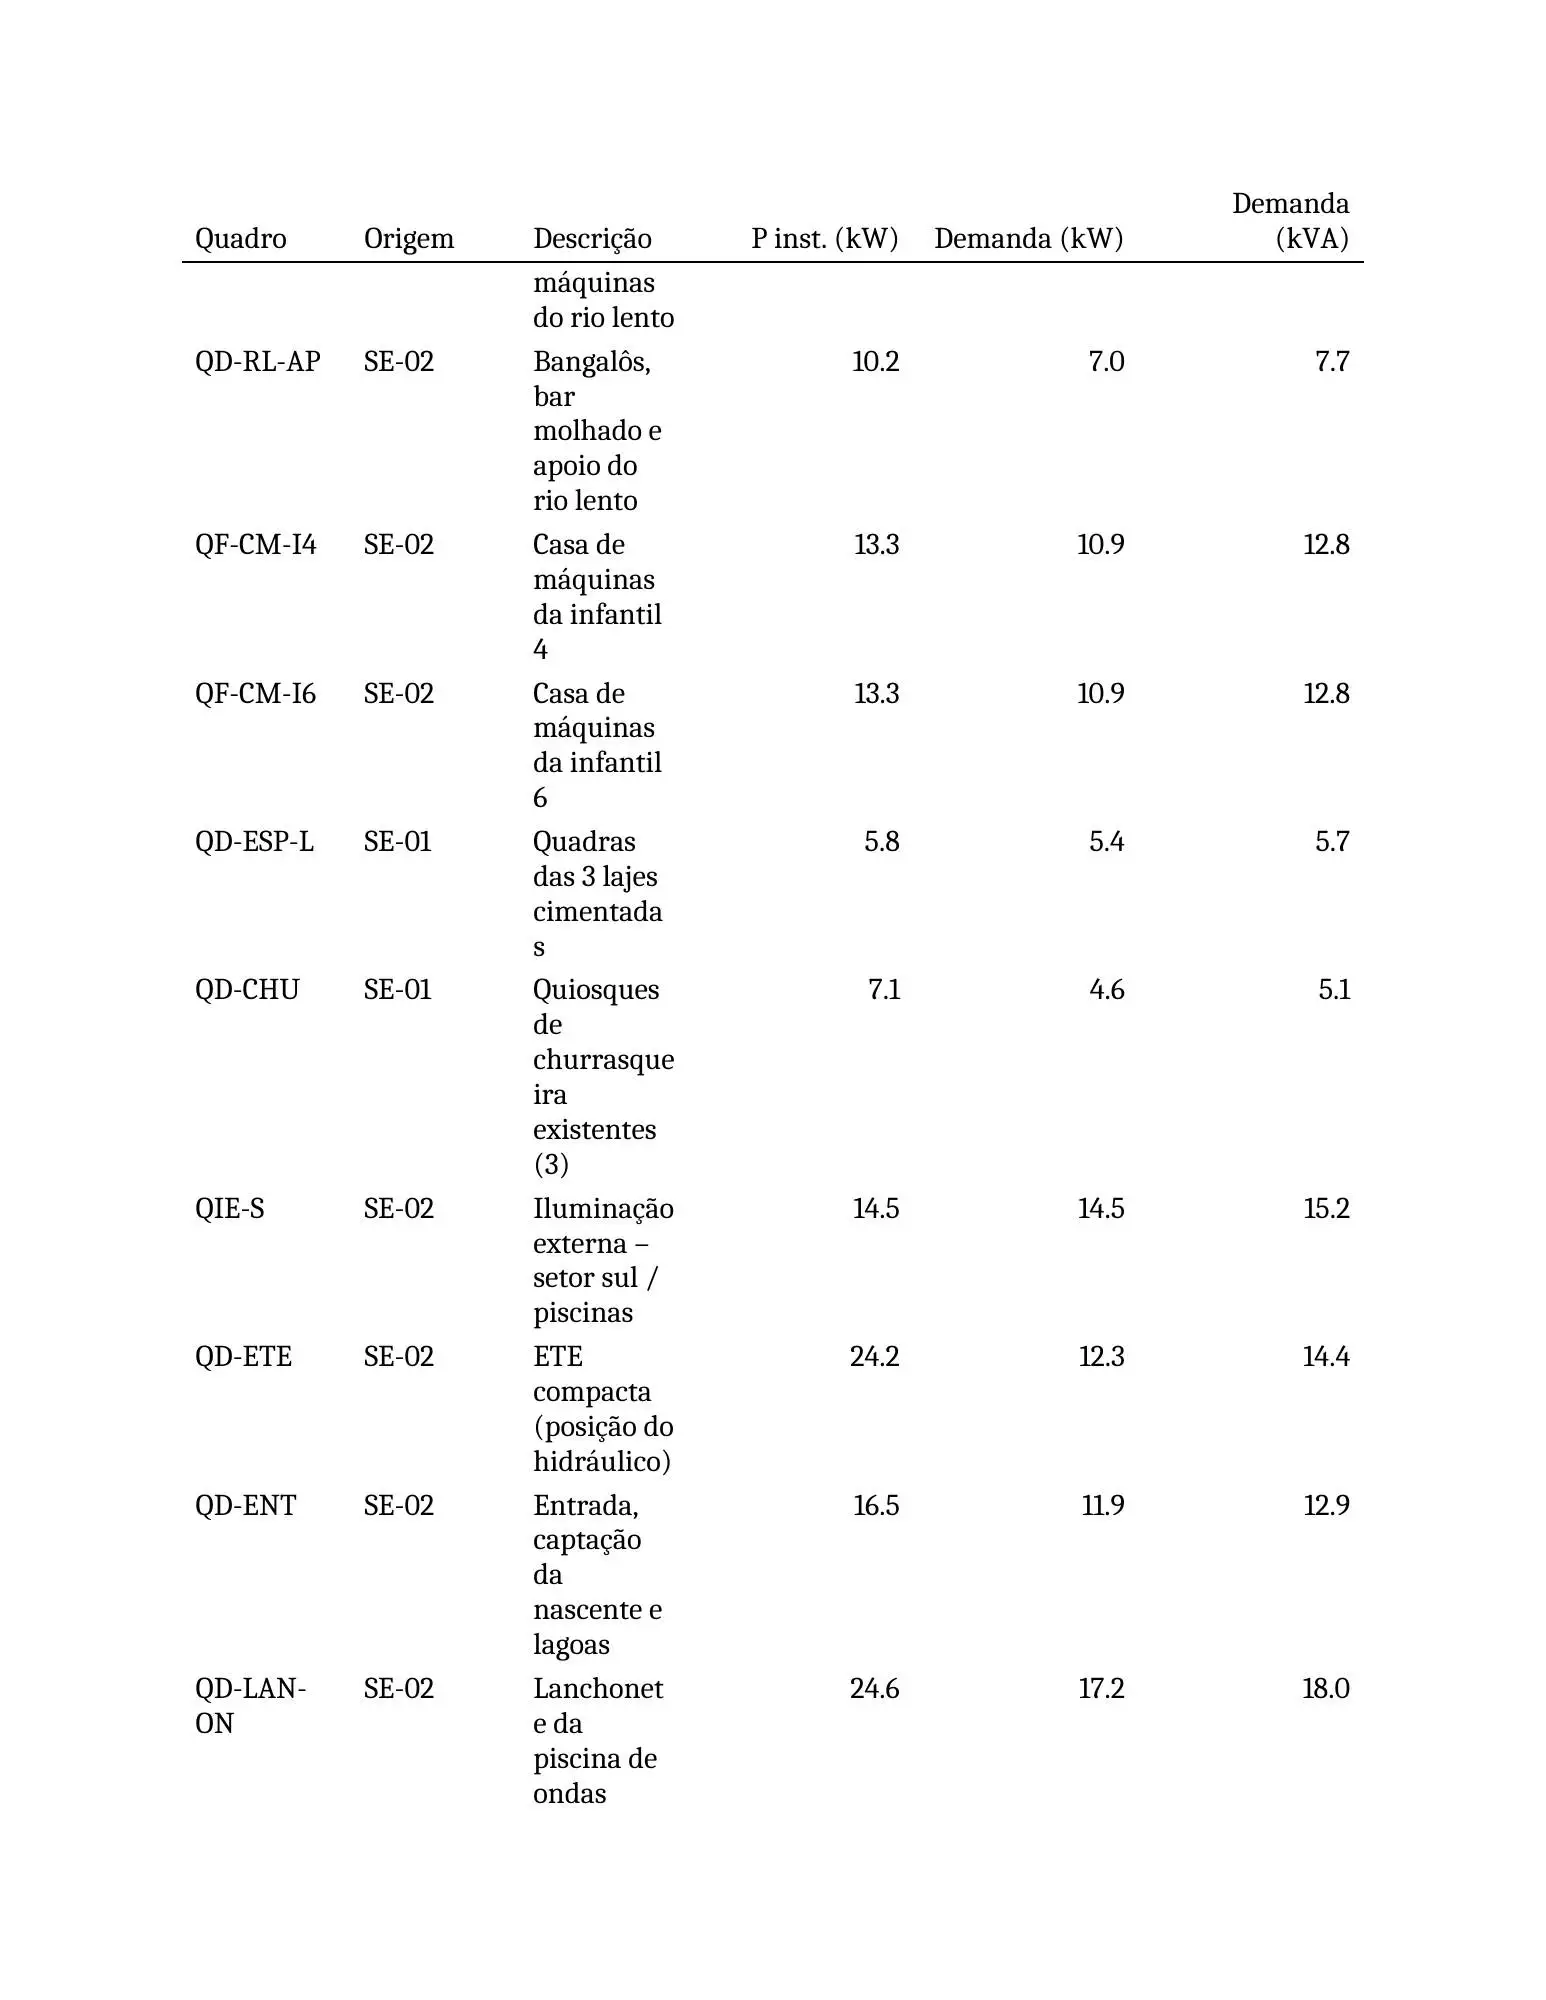 Quadro Origem Descrição P inst. (kW) Demanda (kW) Demanda
(kVA)
máquinas
do rio lento
QD-RL-AP SE-02 Bangalôs, 10.2 7.0 7.7
bar
molhado e
apoio do
rio lento
QF-CM-I4 SE-02 Casa de 13.3 10.9 12.8
máquinas
da infantil
4
QF-CM-I6 SE-02 Casa de 13.3 10.9 12.8
máquinas
da infantil
6
QD-ESP-L SE-01 Quadras 5.8 5.4 5.7
das 3 lajes
cimentada
s
QD-CHU SE-01 Quiosques 7.1 4.6 5.1
de
churrasque
ira
existentes
(3)
QIE-S SE-02 Iluminação 14.5 14.5 15.2
externa –
setor sul /
piscinas
QD-ETE SE-02 ETE 24.2 12.3 14.4
compacta
(posição do
hidráulico)
QD-ENT SE-02 Entrada, 16.5 11.9 12.9
captação
da
nascente e
lagoas
QD-LAN- SE-02 Lanchonet 24.6 17.2 18.0
ON e da
piscina de
ondas